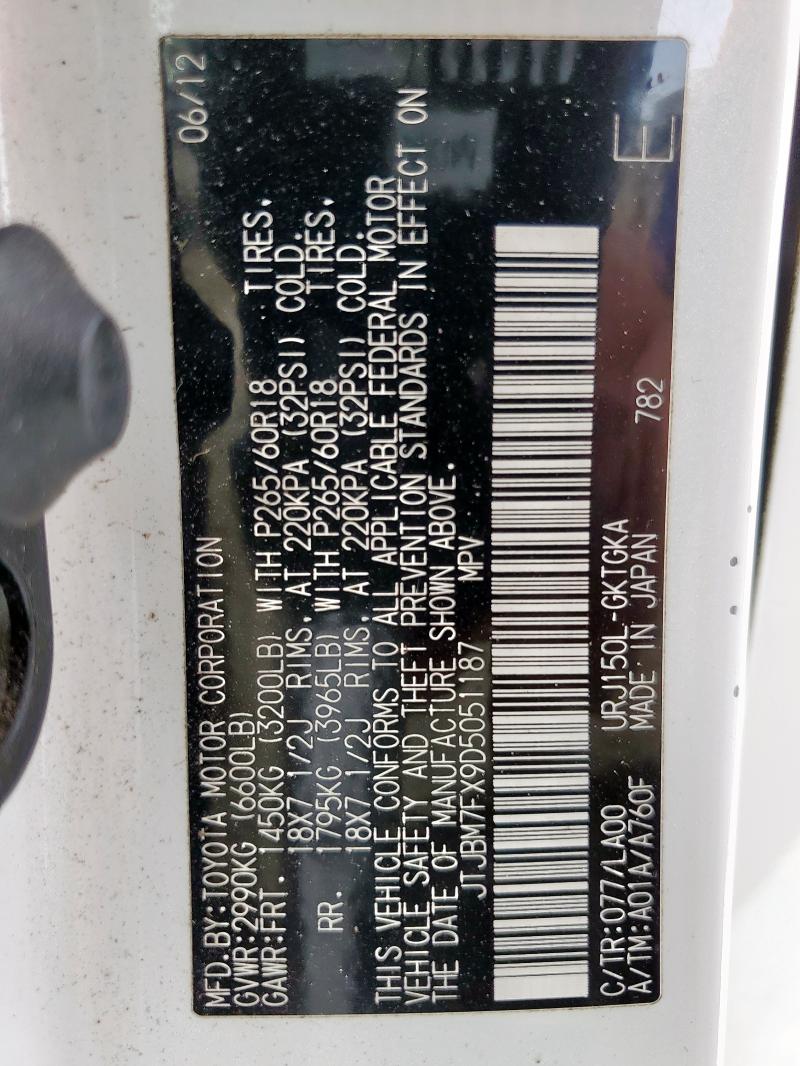 MFD.BY:TOYOTA MOTOR CORPORATION 06/12
GVWR:2990KG (6600LB)
GAWR:FRT. 1450KG (3200LB) WITH P265/60R18 TIRES.
18X7 1/2J RIMS, AT 220KPA (32PSI) COLD.
RR. 1795KG (3965LB) WITH P265/60R18 TIRES.
18X7 1/2J RIMS, AT 220KPA (32PSI) COLD.
THIS VEHICLE CONFORMS TO ALL APPLICABLE FEDERAL MOTOR
VEHICLE SAFETY AND THEFT PREVENTION STANDARDS IN EFFECT ON
THE DATE OF MANUFACTURE SHOWN ABOVE.
JTJBM7FX9D5051187 MPV
C/TR:077/LA00 URJ150L-GKTGKA E
A/TM:A01A/A760F MADE IN JAPAN 782